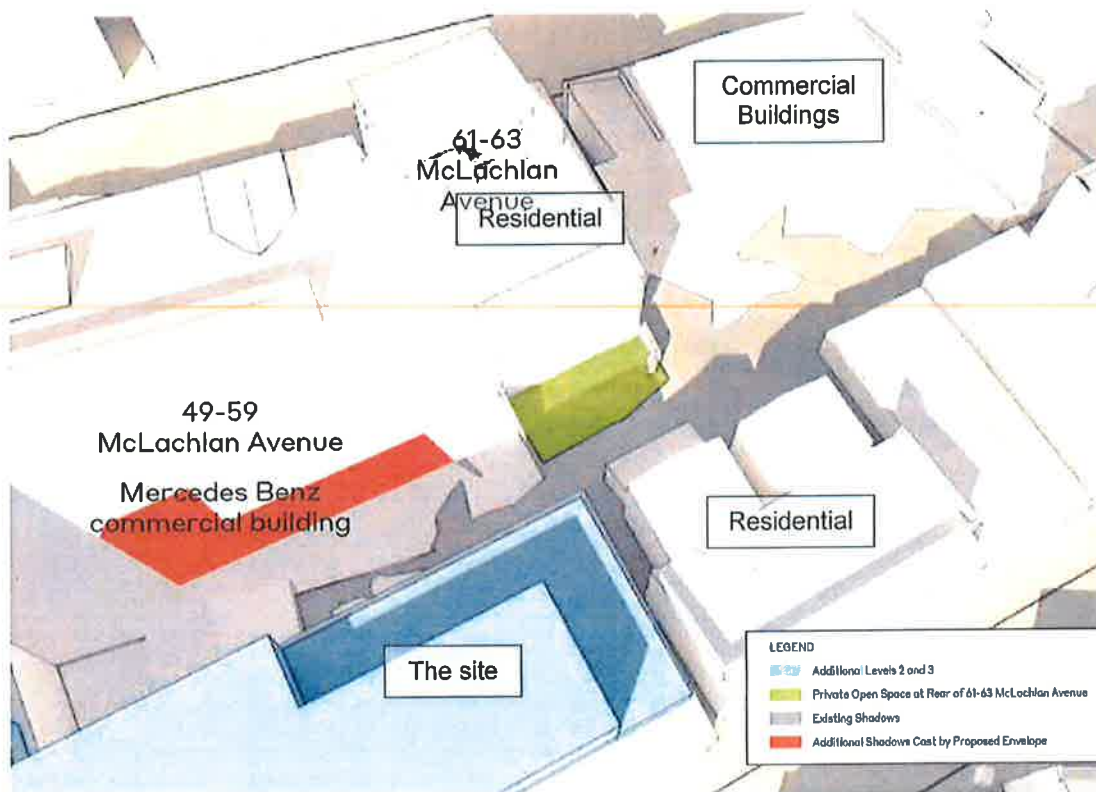 Commercial
Buildings
61-63
McLachlan
Avenue
Residential
49-59
McLachlan Avenue
Mercedes Benz
commercial building
Residential
The site
LEGEND
Additional Levels 2 and 3
Private Open Space at Rear of 61-63 McLachlan Avenue
Existing Shadows
Additional Shadows Cast by Proposed Envelope